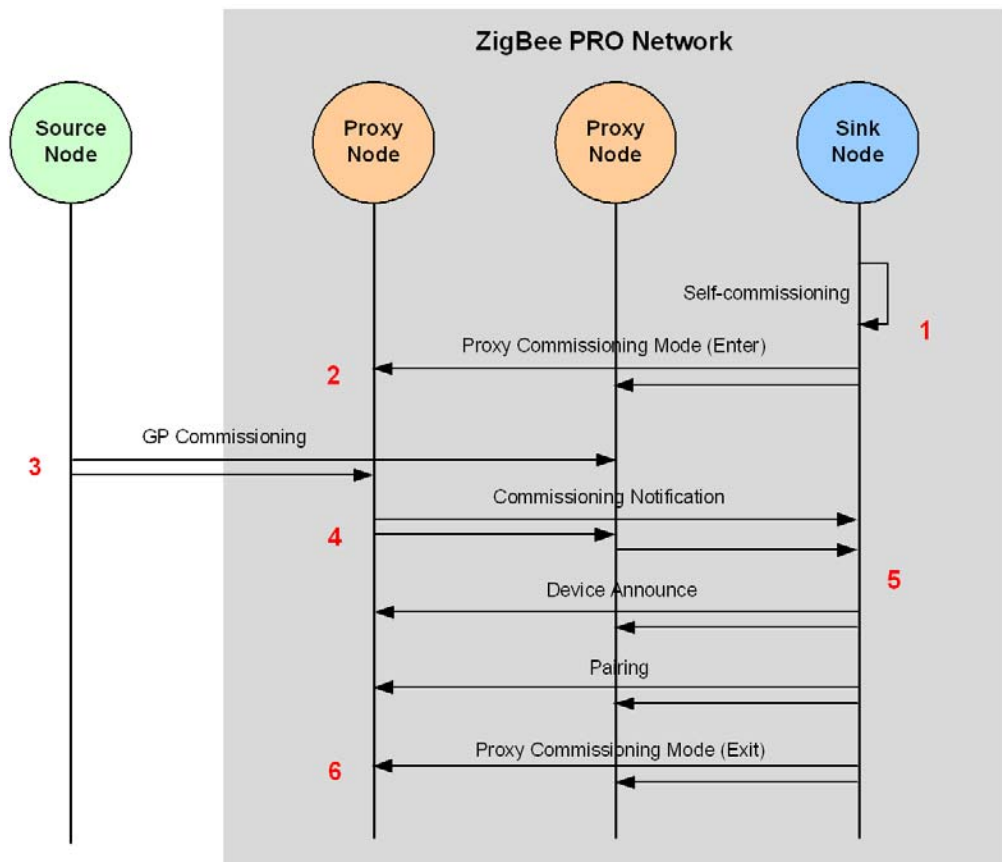 ZigBee PRO Network
Source
Node
Proxy
Node
Proxy
Node
Sink
Node
Self-commissioning
1
Proxy Commissioning Mode (Enter)
2
GP Commissioning
3
Commissioning Notification
4
5
Device Announce
Pairing
Proxy Commissioning Mode (Exit)
6